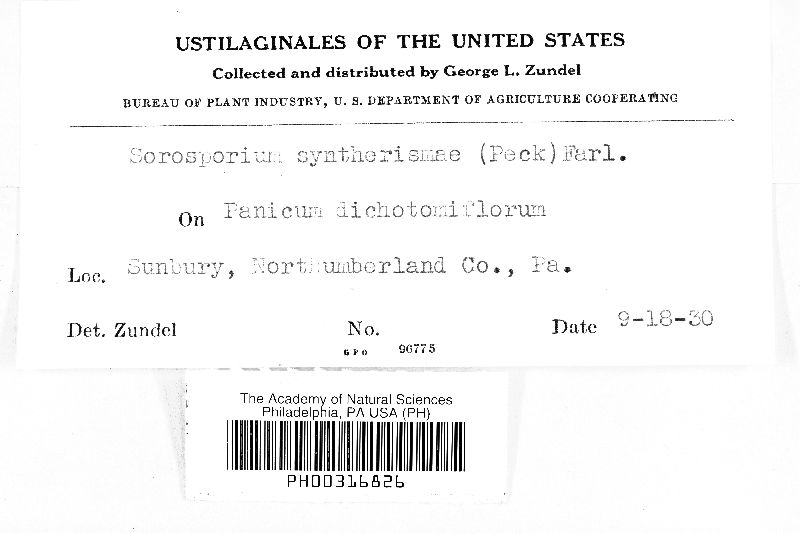 USTILAGINALES OF THE UNITED STATES
Collected and distributed by George L. Zundel
BUREAU OF PLANT INDUSTRY, U. S. DEPARTMENT OF AGRICULTURE COOPERATING
Sorosporium syntherismae (Peck)Farl.
On Panicum dichotomiflorum
Loc. Sunbury, Northumberland Co., Pa.
Det. Zundel No. Date 9-18-30
GPO 96775
The Academy of Natural Sciences
Philadelphia, PA USA (PH)
PH00316826